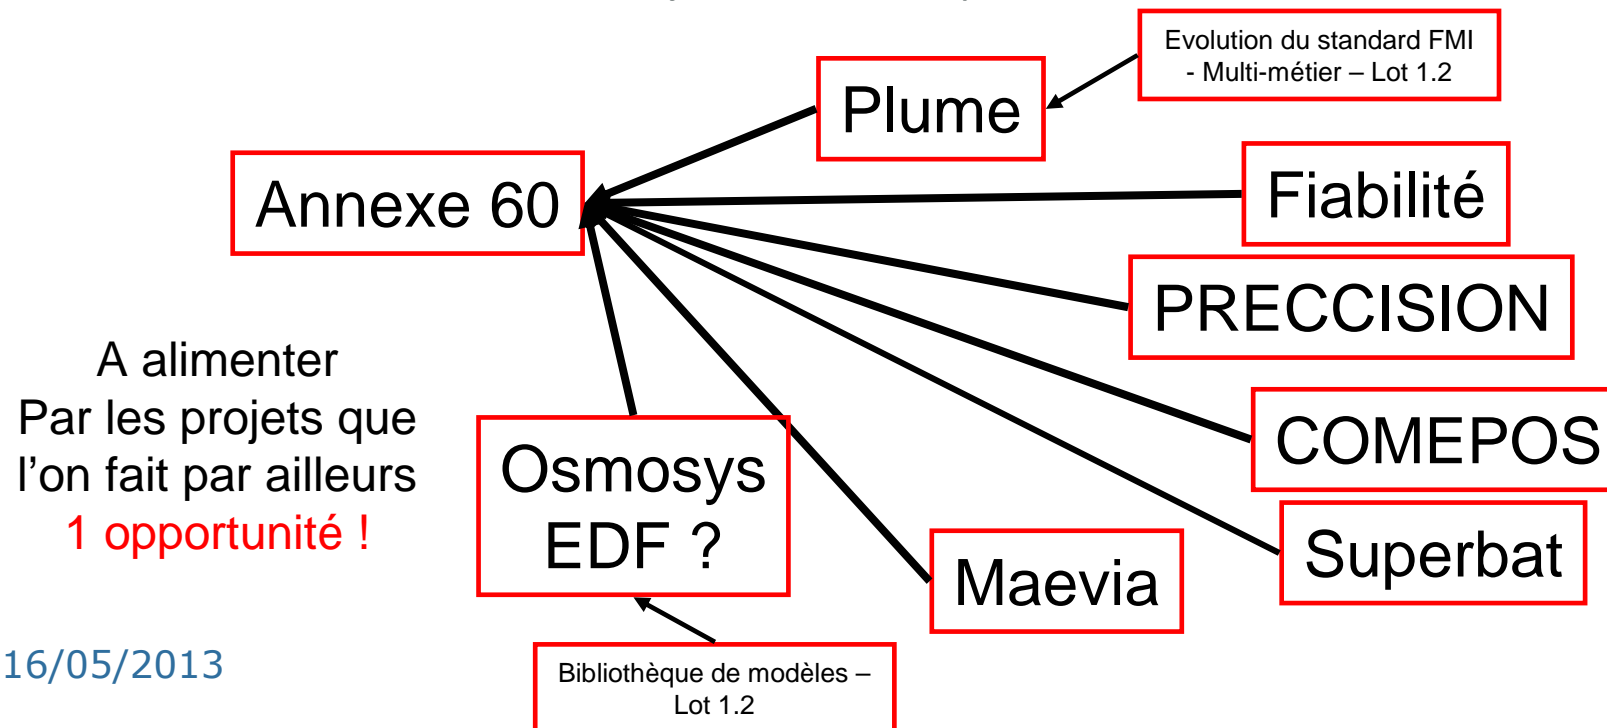 Evolution du standard FMI
- Multi-métier – Lot 1.2
Plume
Annexe 60
Fiabilité
PRECCISION
COMEPOS
Superbat
Maevia
Osmosys
EDF ?
A alimenter
Par les projets que
l’on fait par ailleurs
1 opportunité !
Bibliothèque de modèles –
Lot 1.2
16/05/2013